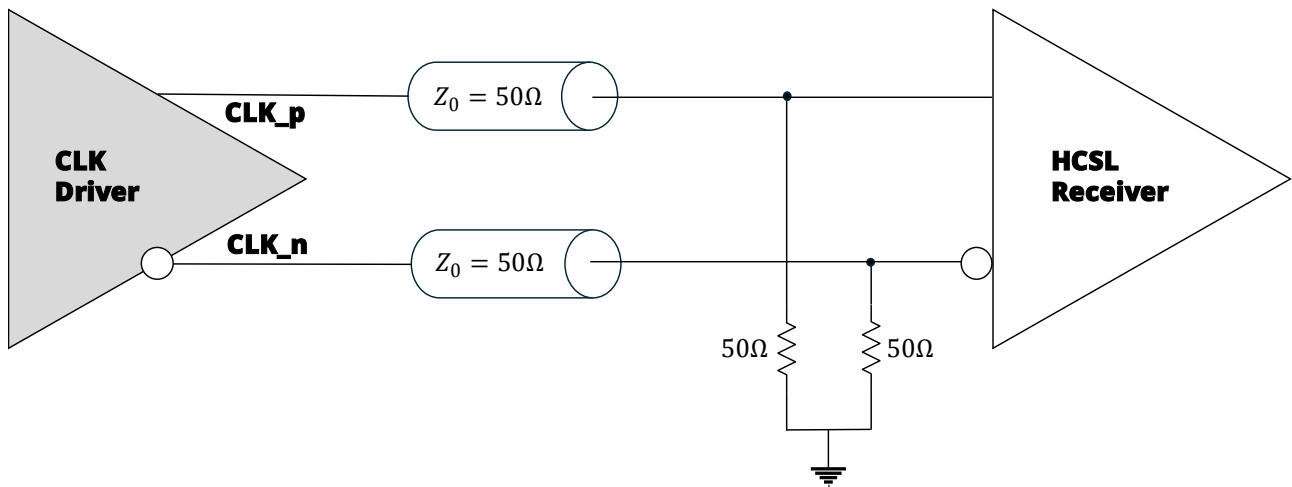 Z₀ = 50Ω
CLK_p
CLK
Driver
HCSL
Receiver
CLK_n
Z₀ = 50Ω
50Ω
50Ω